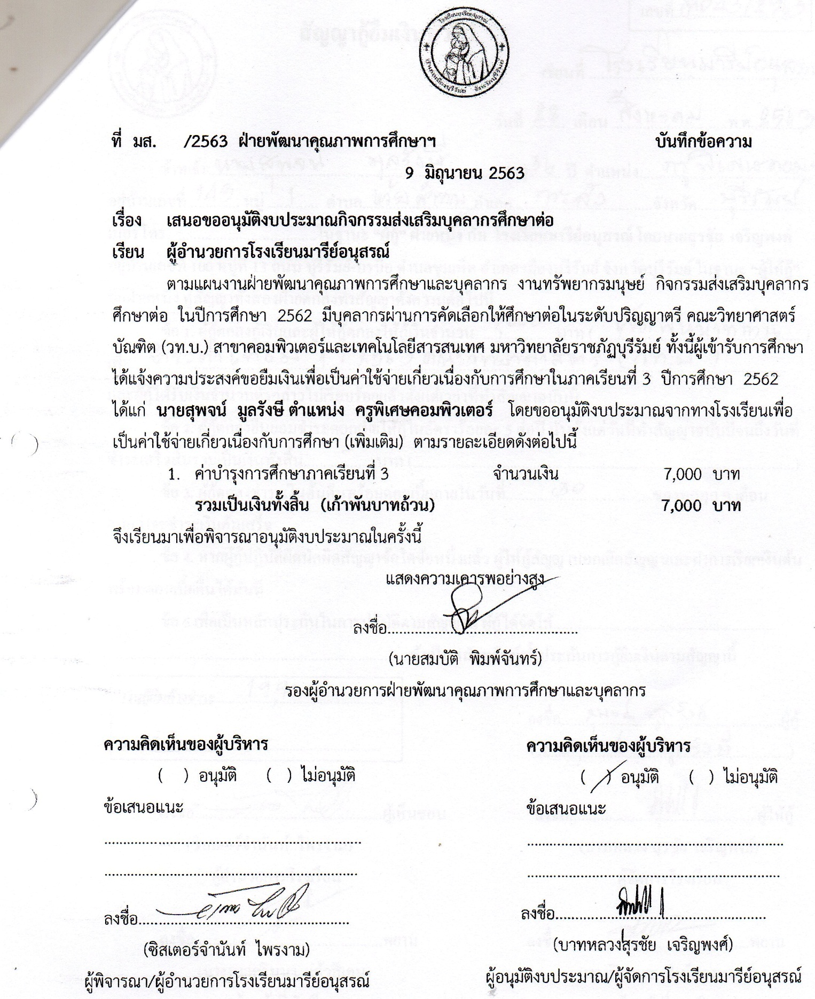 โรงเรียนมารีย์อนุสรณ์
อำเภอเมืองบุรีรัมย์ จังหวัดบุรีรัมย์
ที่ มส. /2563 ฝ่ายพัฒนาคุณภาพการศึกษาฯ บันทึกข้อความ
9 มิถุนายน 2563
เรื่อง เสนอขออนุมัติงบประมาณกิจกรรมส่งเสริมบุคลากรศึกษาต่อ
เรียน ผู้อำนวยการโรงเรียนมารีย์อนุสรณ์
ตามแผนงานฝ่ายพัฒนาคุณภาพการศึกษาและบุคลากร งานทรัพยากรมนุษย์ กิจกรรมส่งเสริมบุคลากร
ศึกษาต่อ ในปีการศึกษา 2562 มีบุคลากรผ่านการคัดเลือกให้ศึกษาต่อในระดับปริญญาตรี คณะวิทยาศาสตร์
บัณฑิต (วท.บ.) สาขาคอมพิวเตอร์และเทคโนโลยีสารสนเทศ มหาวิทยาลัยราชภัฏบุรีรัมย์ ทั้งนี้ผู้เข้ารับการศึกษา
ได้แจ้งความประสงค์ขอยืมเงินเพื่อเป็นค่าใช้จ่ายเกี่ยวเนื่องกับการศึกษาในภาคเรียนที่ 3 ปีการศึกษา 2562
ได้แก่ นายสุพจน์ มูลรังษี ตำแหน่ง ครูพิเศษคอมพิวเตอร์ โดยขออนุมัติงบประมาณจากทางโรงเรียนเพื่อ
เป็นค่าใช้จ่ายเกี่ยวเนื่องกับการศึกษา (เพิ่มเติม) ตามรายละเอียดดังต่อไปนี้
1. ค่าบำรุงการศึกษาภาคเรียนที่ 3 จำนวนเงิน 7,000 บาท
รวมเป็นเงินทั้งสิ้น (เก้าพันบาทถ้วน) 7,000 บาท
จึงเรียนมาเพื่อพิจารณาอนุมัติงบประมาณในครั้งนี้
แสดงความเคารพอย่างสูง
ลงชื่อ................................................
(นายสมบัติ พิมพ์จันทร์)
รองผู้อำนวยการฝ่ายพัฒนาคุณภาพการศึกษาและบุคลากร
ความคิดเห็นของผู้บริหาร ความคิดเห็นของผู้บริหาร
( ) อนุมัติ ( ) ไม่อนุมัติ ( / ) อนุมัติ ( ) ไม่อนุมัติ
ข้อเสนอแนะ ข้อเสนอแนะ
ลงชื่อ..................................................... ลงชื่อ.....................................................
(ซิสเตอร์จำนันท์ ไพรงาม) (บาทหลวงสุรชัย เจริญพงศ์)
ผู้พิจารณา/ผู้อำนวยการโรงเรียนมารีย์อนุสรณ์ ผู้อนุมัติงบประมาณ/ผู้จัดการโรงเรียนมารีย์อนุสรณ์